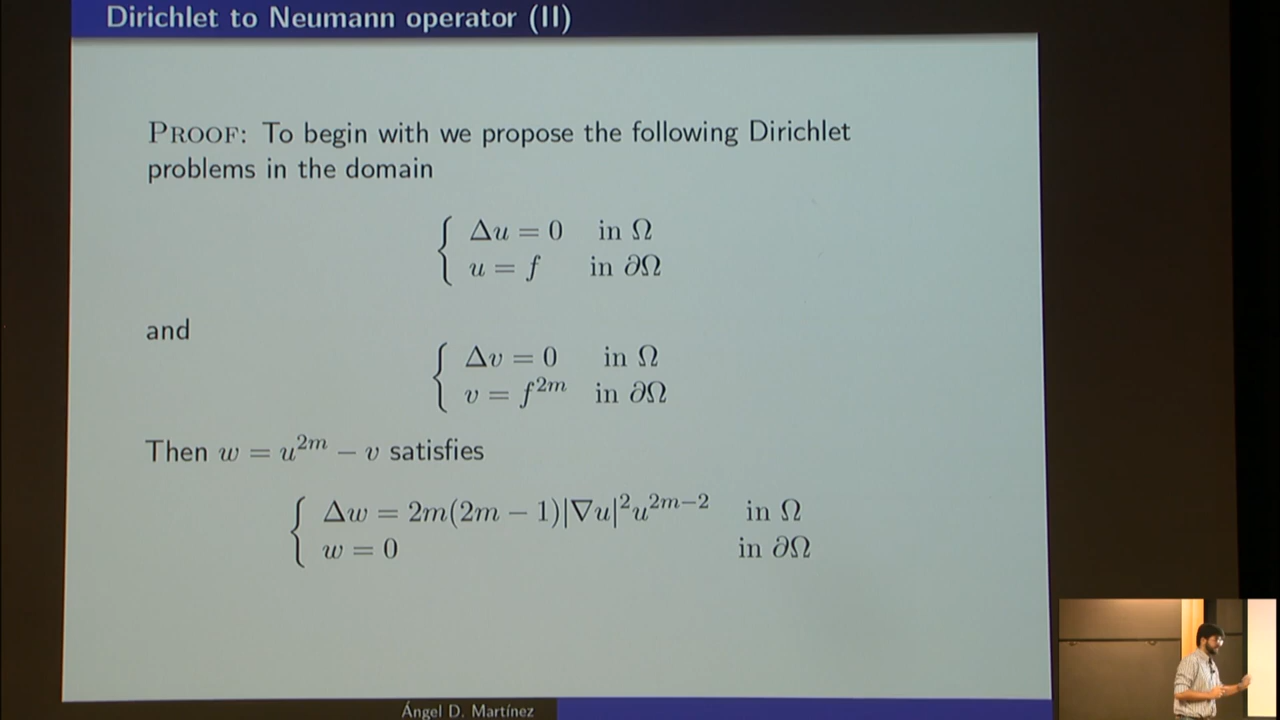 Dirichlet to Neumann operator (II)
PROOF: To begin with we propose the following Dirichlet
problems in the domain
{ Δu = 0 in Ω
u = f in ∂Ω
and
{ Δv = 0 in Ω
v = f^{2m} in ∂Ω
Then w = u^{2m} − v satisfies
{ Δw = 2m(2m − 1)|∇u|²u^{2m−2} in Ω
w = 0 in ∂Ω
Ángel D. Martínez